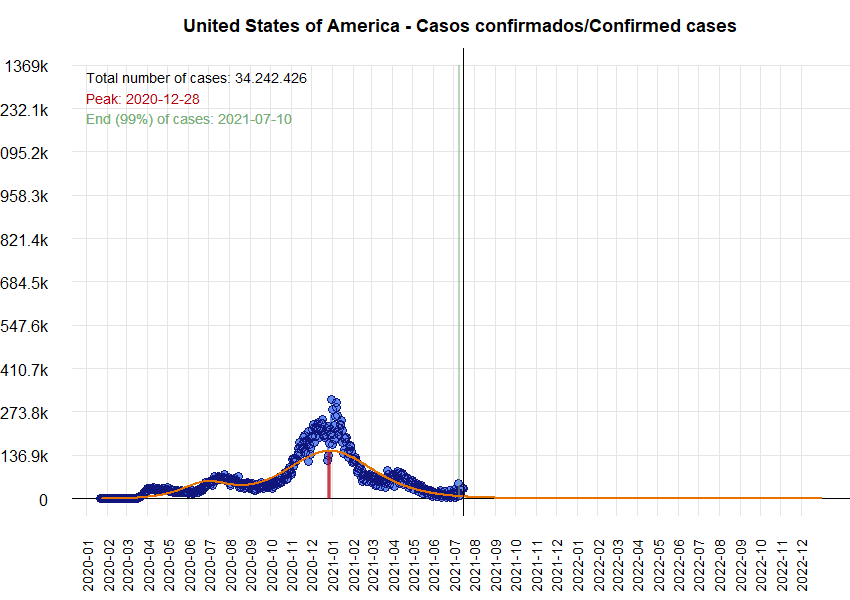 United States of America - Casos confirmados/Confirmed cases
1369k
232.1k
095.2k
958.3k
821.4k
684.5k
547.6k
410.7k
273.8k
136.9k
0
Total number of cases: 34.242.426
Peak: 2020-12-28
End (99%) of cases: 2021-07-10
2020-01
2020-02
2020-03
2020-04
2020-05
2020-06
2020-07
2020-08
2020-09
2020-10
2020-11
2020-12
2021-01
2021-02
2021-03
2021-04
2021-05
2021-06
2021-07
2021-08
2021-09
2021-10
2021-11
2021-12
2022-01
2022-02
2022-03
2022-04
2022-05
2022-06
2022-07
2022-08
2022-09
2022-10
2022-11
2022-12